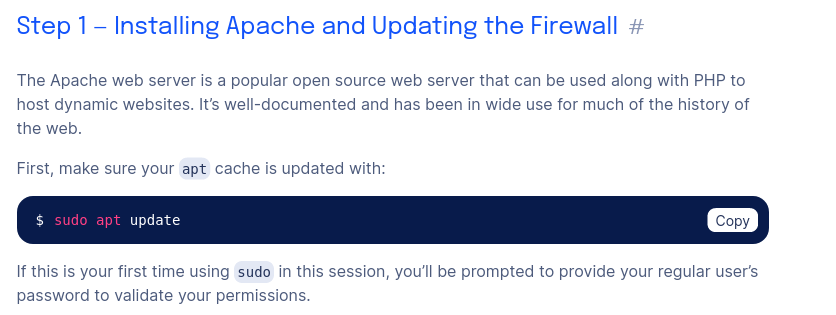 Step 1 – Installing Apache and Updating the Firewall #
The Apache web server is a popular open source web server that can be used along with PHP to
host dynamic websites. It’s well-documented and has been in wide use for much of the history of
the web.
First, make sure your apt cache is updated with:
$ sudo apt update
Copy
If this is your first time using sudo in this session, you’ll be prompted to provide your regular user’s
password to validate your permissions.